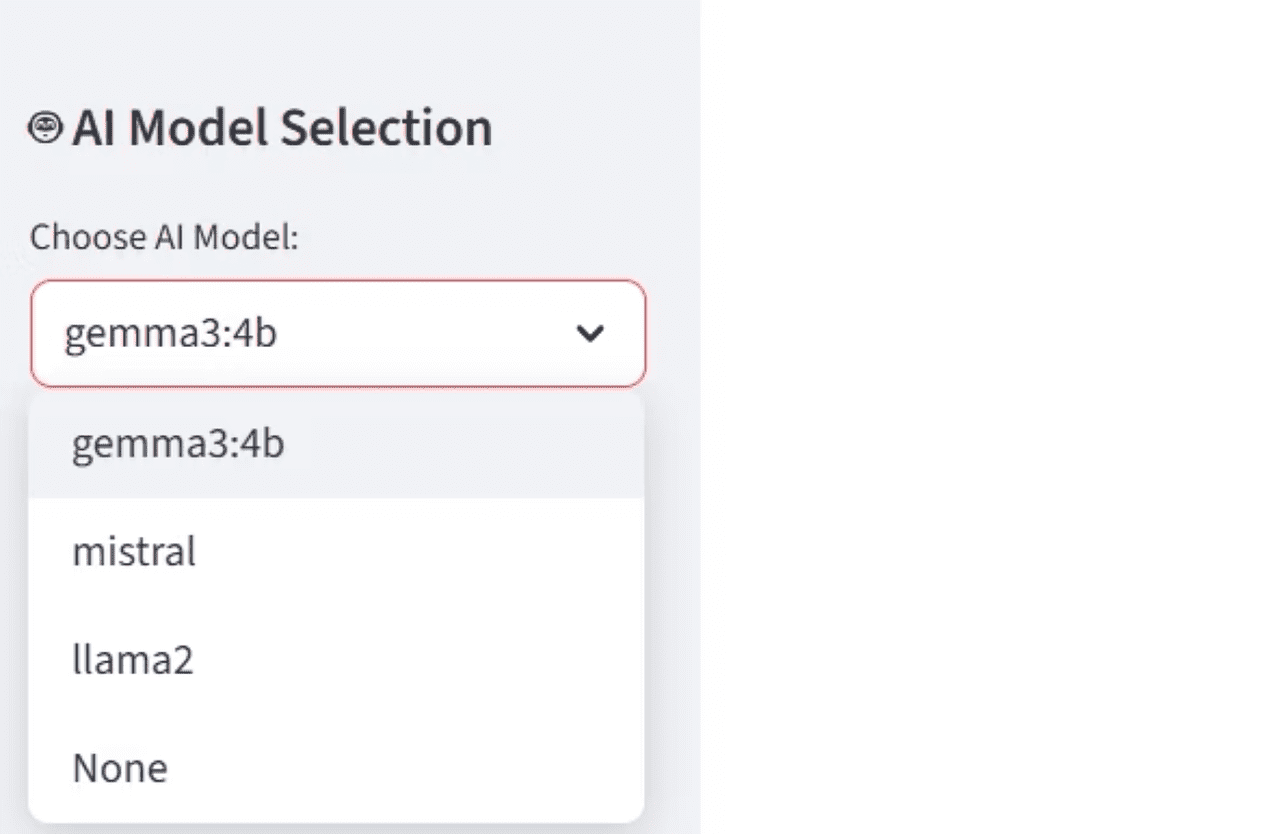 AI Model Selection
Choose AI Model:
gemma3:4b
gemma3:4b
mistral
llama2
None